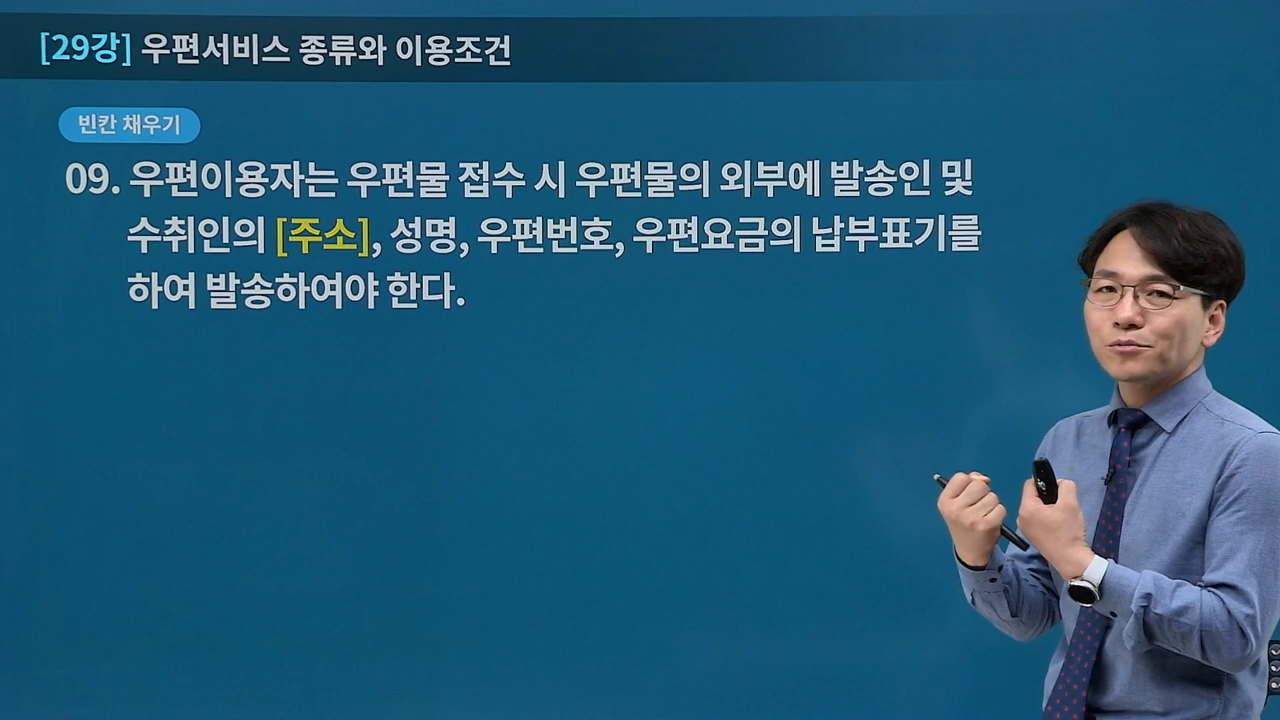 [29강] 우편서비스 종류와 이용조건
빈칸 채우기
09. 우편이용자는 우편물 접수 시 우편물의 외부에 발송인 및
수취인의 [주소], 성명, 우편번호, 우편요금의 납부표기를
하여 발송하여야 한다.